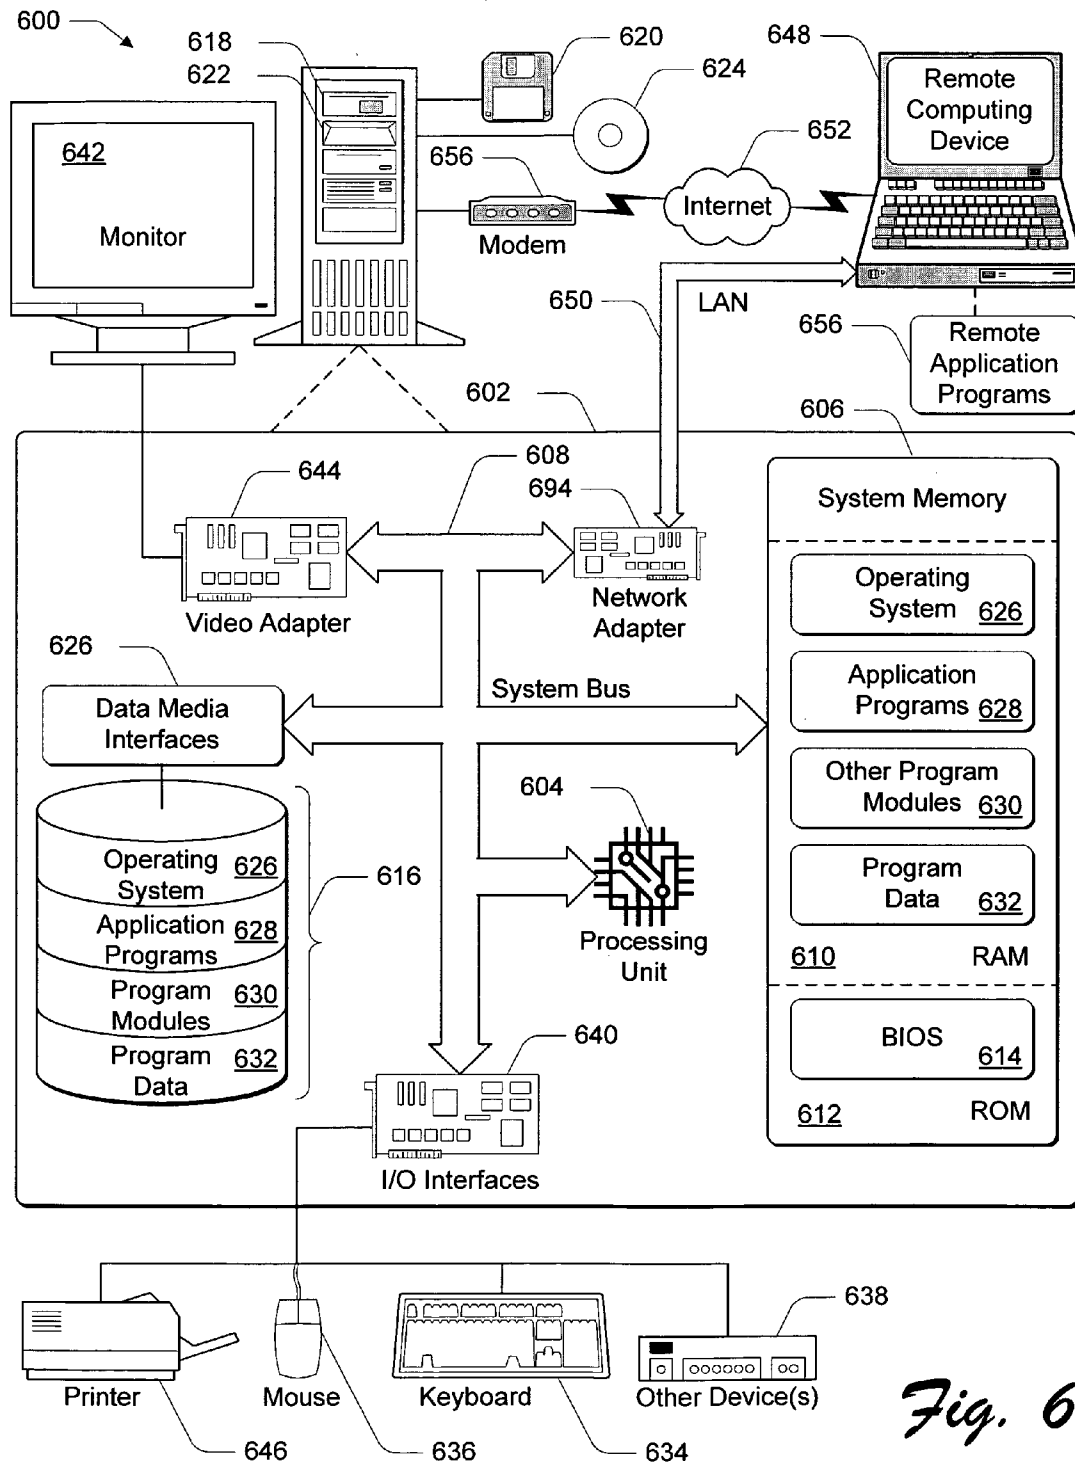 600
618
622
620
624
648
642
Monitor
656
Modem
652
Internet
Remote
Computing
Device
650
LAN
656
Remote
Application
Programs
602
606
644
608
694
Video Adapter
Network
Adapter
System Memory
Operating
System 626
Application
Programs 628
Other Program
Modules 630
Program
Data 632
610 RAM
BIOS 614
612 ROM
626
Data Media
Interfaces
System Bus
604
Processing
Unit
Operating
System 626
Application
Programs 628
Program
Modules 630
Program
Data 632
616
640
I/O Interfaces
638
Printer
Mouse
Keyboard
Other Device(s)
646
636
634
Fig. 6